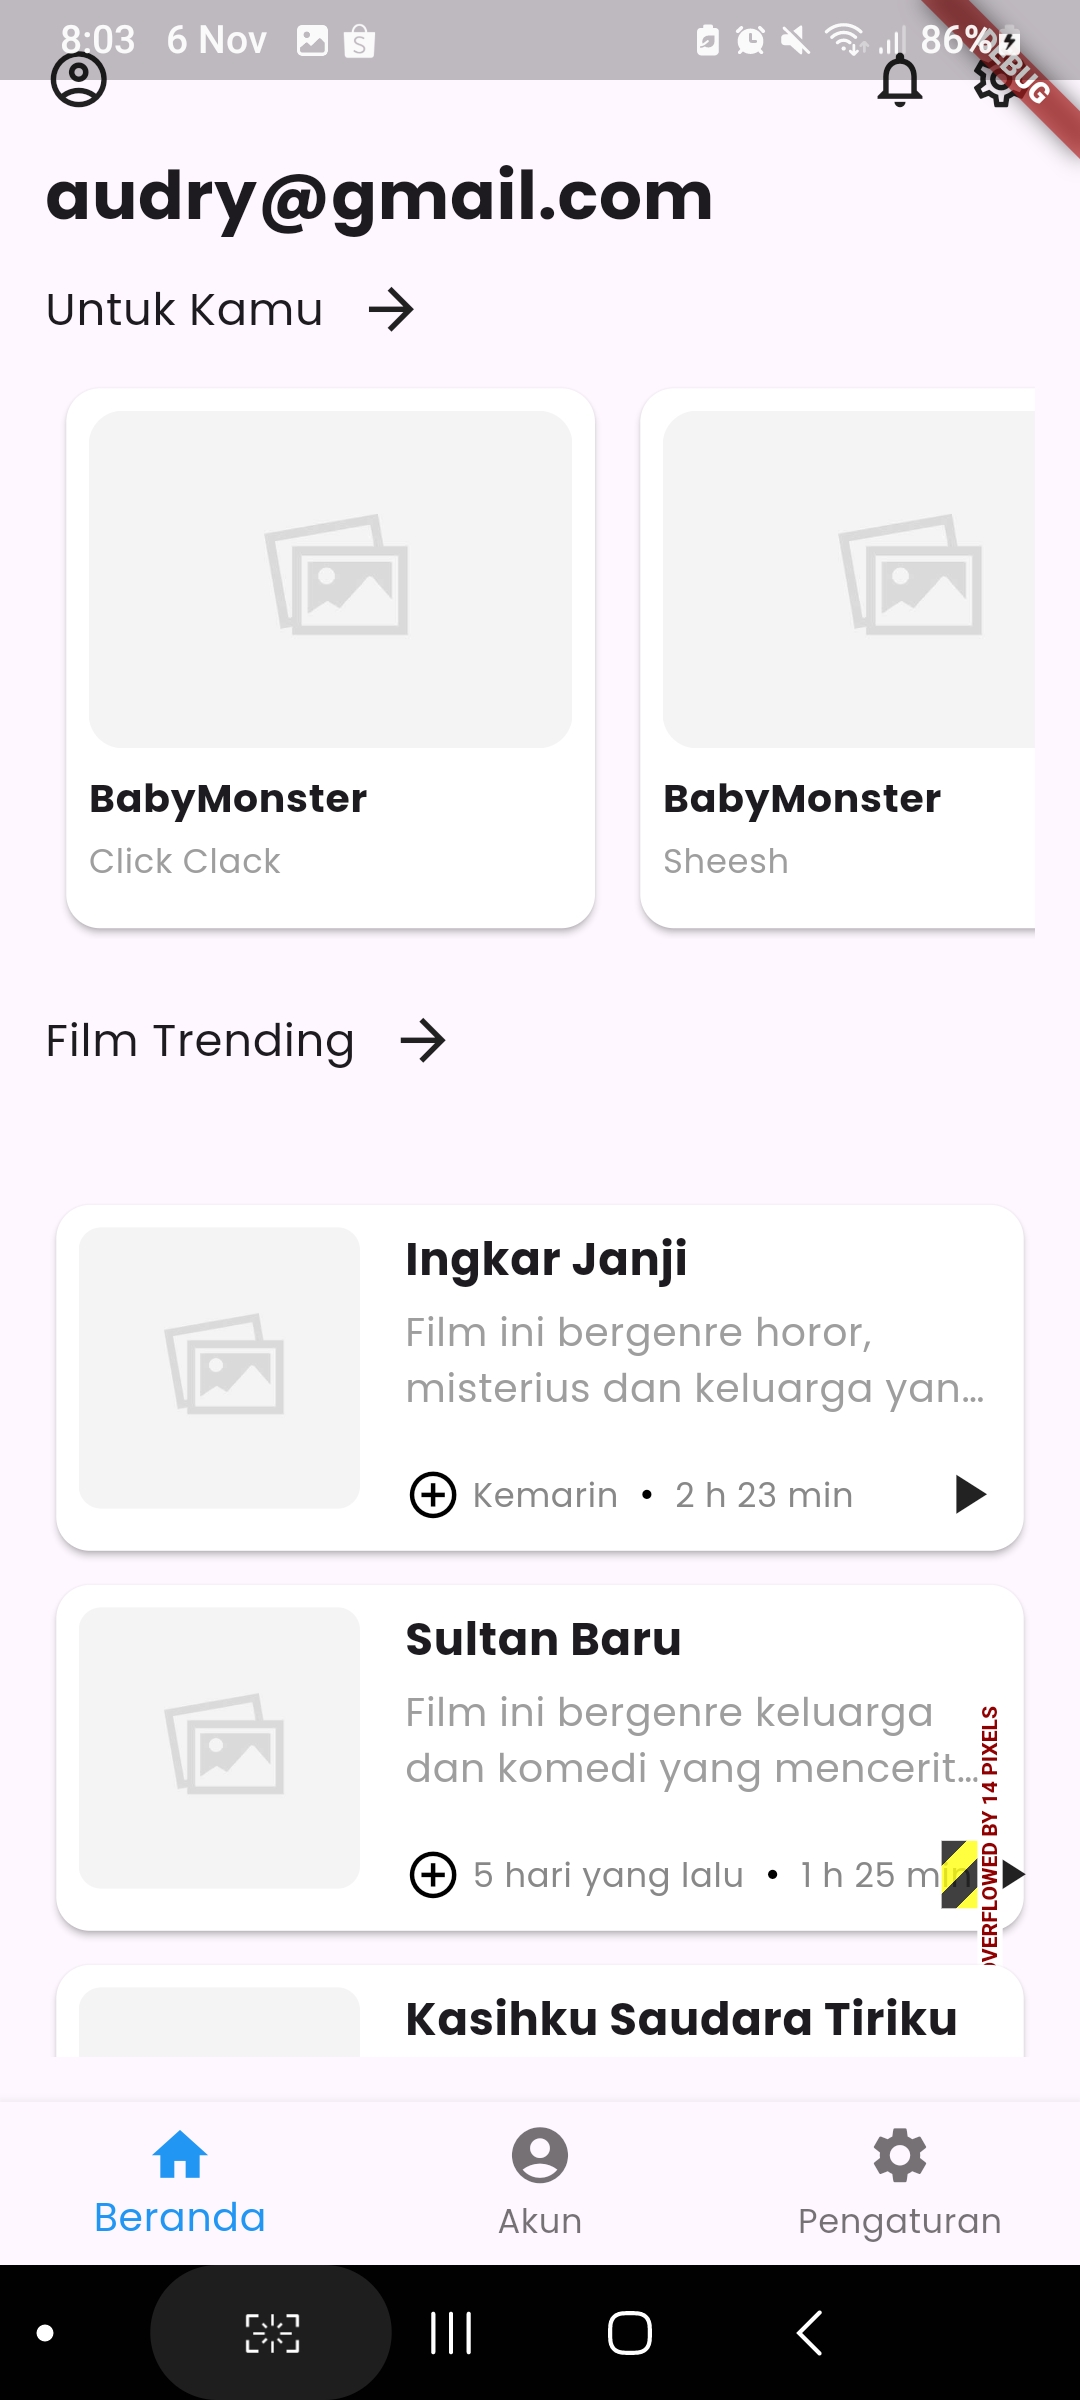 8:03 6 Nov 86%
DEBUG
audry@gmail.com
Untuk Kamu
BabyMonster
Click Clack
BabyMonster
Sheesh
Film Trending
Ingkar Janji
Film ini bergenre horor,
misterius dan keluarga yan...
Kemarin • 2 h 23 min
Sultan Baru
Film ini bergenre keluarga
dan komedi yang mencerit...
5 hari yang lalu • 1 h 25 min
OVERFLOWED BY 14 PIXELS
Kasihku Saudara Tiriku
Beranda
Akun
Pengaturan